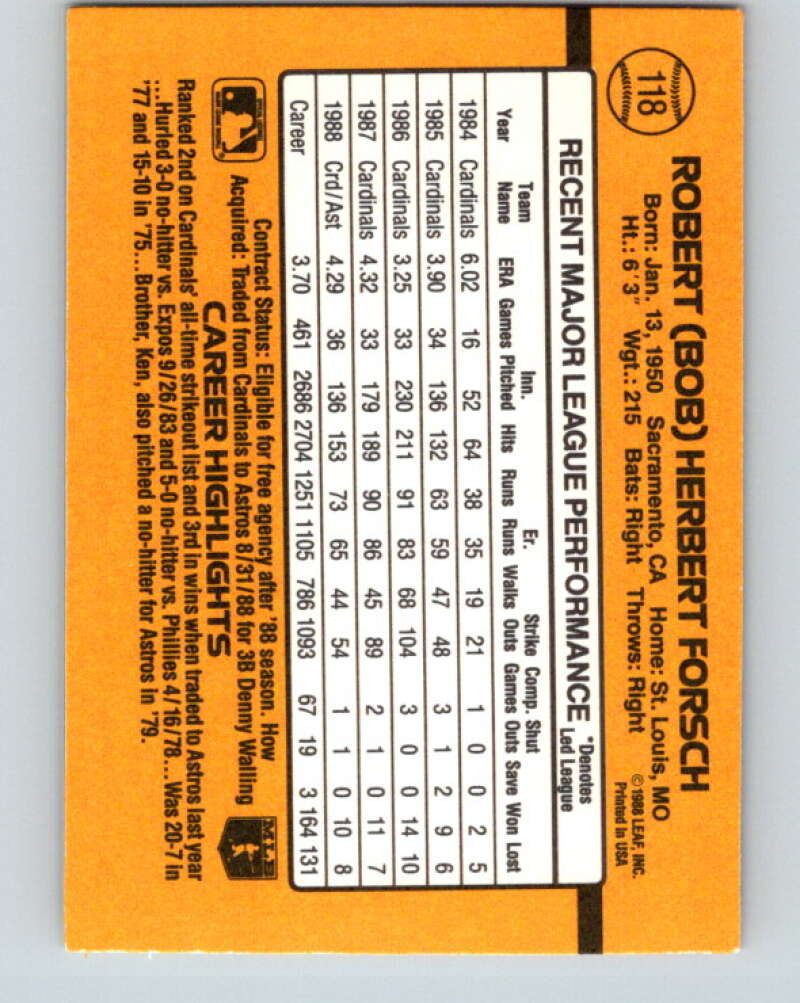 118
ROBERT (BOB) HERBERT FORSCH
Born: Jan. 13, 1950 Sacramento, CA Home: St. Louis, MO
Ht.: 6'3" Wgt.: 215 Bats: Right Throws: Right
©1988 LEAF, INC.
Printed in USA
RECENT MAJOR LEAGUE PERFORMANCE *Denotes Led League
Year Team Name ERA Games Inn. Pitched Hits Runs Er. Runs Walks Strike Outs Comp. Games Shut Outs Save Won Lost
1984 Cardinals 6.02 16 52 64 38 35 19 21 1 0 0 2 5
1985 Cardinals 3.90 34 136 132 63 59 47 48 3 1 2 9 6
1986 Cardinals 3.25 33 230 211 91 83 68 104 3 0 0 14 10
1987 Cardinals 4.32 33 179 189 90 86 45 89 2 1 0 11 7
1988 Crd/Ast 4.29 36 136 153 73 65 44 54 1 1 0 10 8
Career 3.70 461 2686 2704 1251 1105 786 1093 67 19 3 164 131
Contract Status: Eligible for free agency after '88 season. How
Acquired: Traded from Cardinals to Astros 8/31/88 for 3B Denny Walling
MLB
CAREER HIGHLIGHTS
Ranked 2nd on Cardinals' all-time strikeout list and 3rd in wins when traded to Astros last year
...Hurled 3-0 no-hitter vs. Expos 9/26/83 and 5-0 no-hitter vs. Phillies 4/16/78...Was 20-7 in
'77 and 15-10 in '75...Brother, Ken, also pitched a no-hitter for Astros in '79.